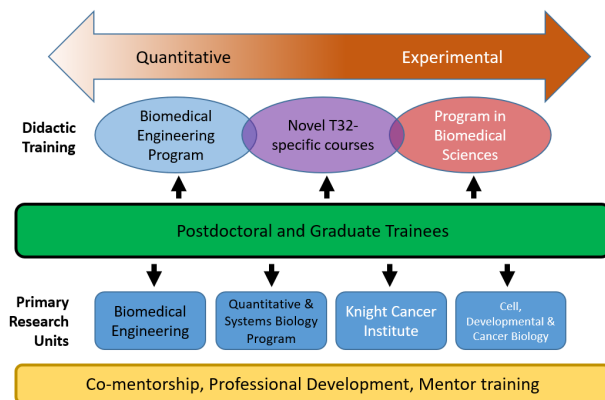 Quantitative
Experimental
Didactic
Training
Biomedical
Engineering
Program
Novel T32-
specific courses
Program in
Biomedical
Sciences
Postdoctoral and Graduate Trainees
Primary
Research
Units
Biomedical
Engineering
Quantitative &
Systems Biology
Program
Knight Cancer
Institute
Cell,
Developmental &
Cancer Biology
Co-mentorship, Professional Development, Mentor training